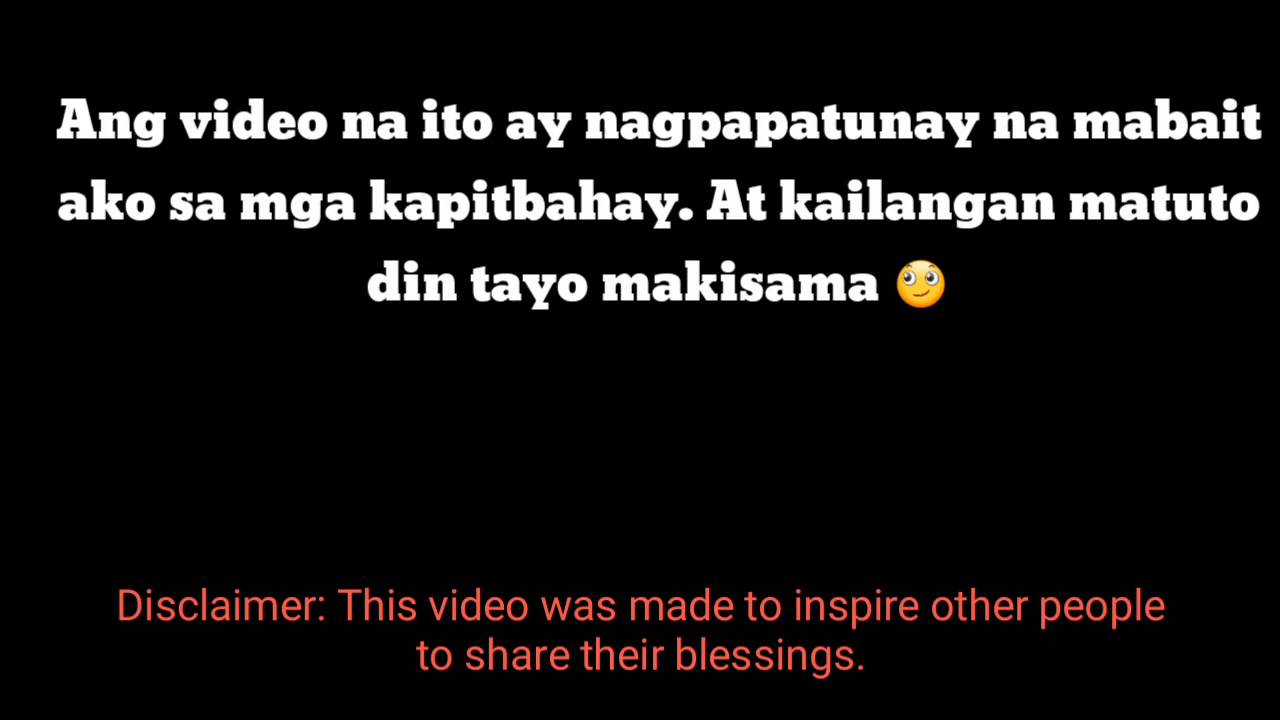 Ang video na ito ay nagpapatunay na mabait
ako sa mga kapitbahay. At kailangan matuto
din tayo makisama 🙄
Disclaimer: This video was made to inspire other people
to share their blessings.